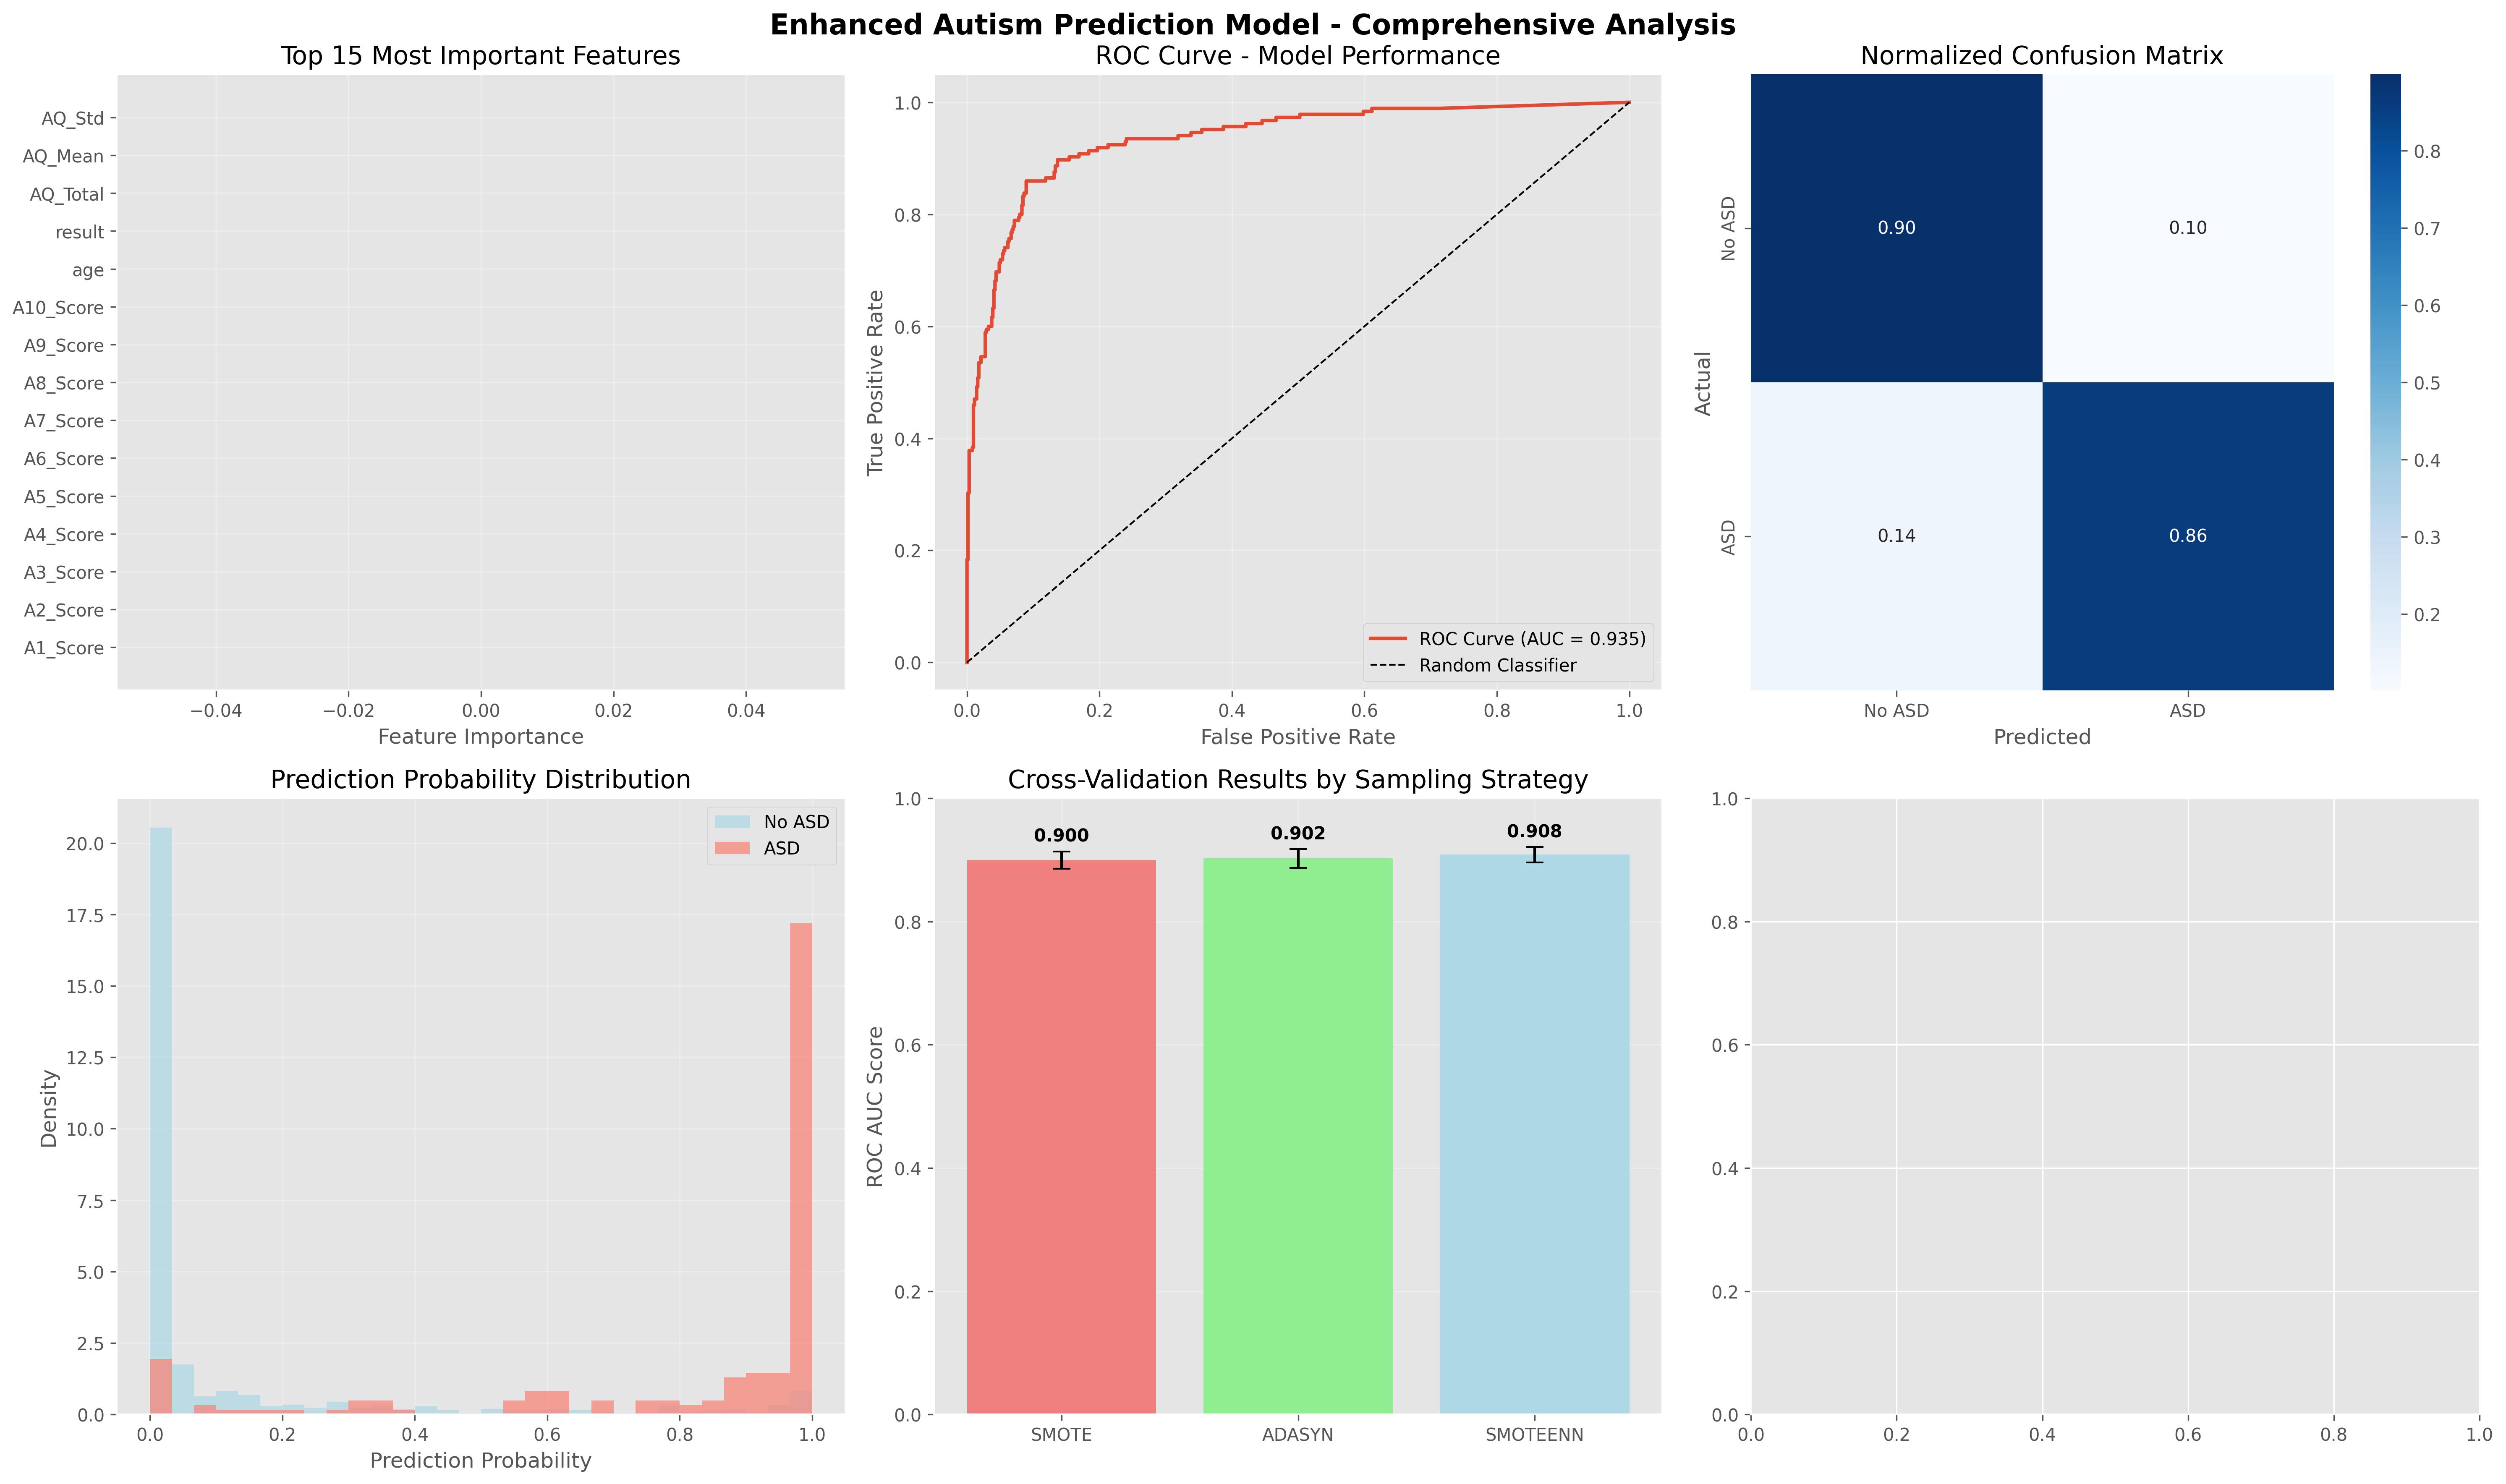 Enhanced Autism Prediction Model - Comprehensive Analysis
Top 15 Most Important Features
AQ_Std
AQ_Mean
AQ_Total
result
age
A10_Score
A9_Score
A8_Score
A7_Score
A6_Score
A5_Score
A4_Score
A3_Score
A2_Score
A1_Score
−0.04 −0.02 0.00 0.02 0.04
Feature Importance
ROC Curve - Model Performance
True Positive Rate
1.0
0.8
0.6
0.4
0.2
0.0
ROC Curve (AUC = 0.935)
Random Classifier
0.0 0.2 0.4 0.6 0.8 1.0
False Positive Rate
Normalized Confusion Matrix
Actual
No ASD
ASD
0.90 0.10
0.14 0.86
No ASD ASD
Predicted
0.8
0.7
0.6
0.5
0.4
0.3
0.2
Prediction Probability Distribution
Density
20.0
17.5
15.0
12.5
10.0
7.5
5.0
2.5
0.0
No ASD
ASD
0.0 0.2 0.4 0.6 0.8 1.0
Prediction Probability
Cross-Validation Results by Sampling Strategy
ROC AUC Score
1.0
0.8
0.6
0.4
0.2
0.0
0.900 0.902 0.908
SMOTE ADASYN SMOTEENN
1.0
0.8
0.6
0.4
0.2
0.0
0.0 0.2 0.4 0.6 0.8 1.0